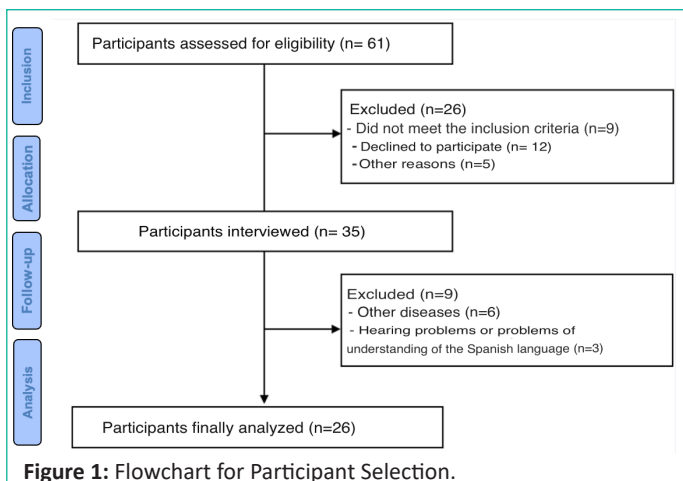 Inclusion
Participants assessed for eligibility (n= 61)
Excluded (n=26)
- Did not meet the inclusion criteria (n=9)
- Declined to participate (n= 12)
- Other reasons (n=5)
Allocation
Participants interviewed (n= 35)
Follow-up
Excluded (n=9)
- Other diseases (n=6)
- Hearing problems or problems of
understanding of the Spanish language (n=3)
Analysis
Participants finally analyzed (n=26)
Figure 1: Flowchart for Participant Selection.